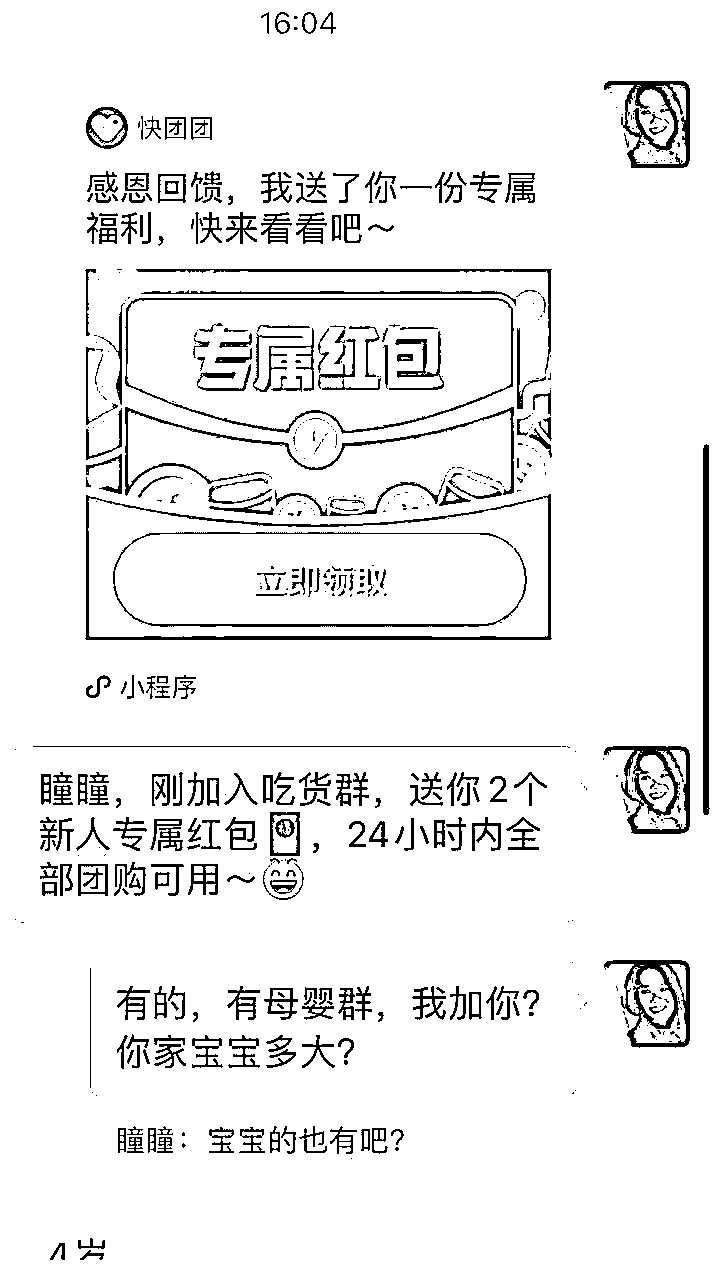 16:04
快团团
感恩回馈，我送了你一份专属
福利，快来看看吧～
专属红包
立即领取
小程序
瞳瞳，刚加入吃货群，送你2个
新人专属红包🧧，24小时内全
部团购可用～😄
有的，有母婴群，我加你？
你家宝宝多大？
瞳瞳：宝宝的也有吧？
4岁